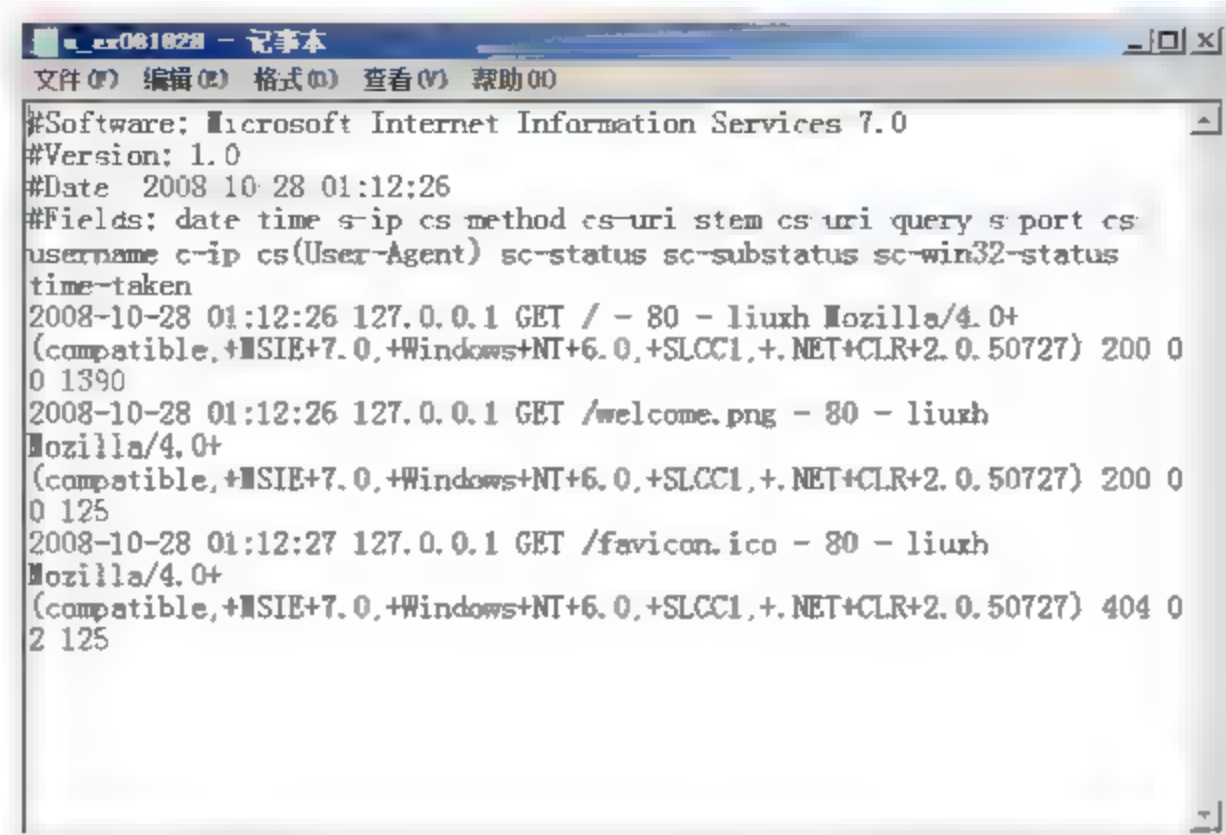 u_ex081028 - 记事本
文件(F) 编辑(E) 格式(O) 查看(V) 帮助(H)
#Software: Microsoft Internet Information Services 7.0
#Version: 1.0
#Date 2008 10 28 01:12:26
#Fields: date time s-ip cs method cs-uri stem cs uri query s port cs
username c-ip cs(User-Agent) sc-status sc-substatus sc-win32-status
time-taken
2008-10-28 01:12:26 127.0.0.1 GET / - 80 - liuxh Mozilla/4.0+
(compatible,+MSIE+7.0,+Windows+NT+6.0,+SLCC1,+.NET+CLR+2.0.50727) 200 0
0 1390
2008-10-28 01:12:26 127.0.0.1 GET /welcome.png - 80 - liuxh
Mozilla/4.0+
(compatible,+MSIE+7.0,+Windows+NT+6.0,+SLCC1,+.NET+CLR+2.0.50727) 200 0
0 125
2008-10-28 01:12:27 127.0.0.1 GET /favicon.ico - 80 - liuxh
Mozilla/4.0+
(compatible,+MSIE+7.0,+Windows+NT+6.0,+SLCC1,+.NET+CLR+2.0.50727) 404 0
2 125